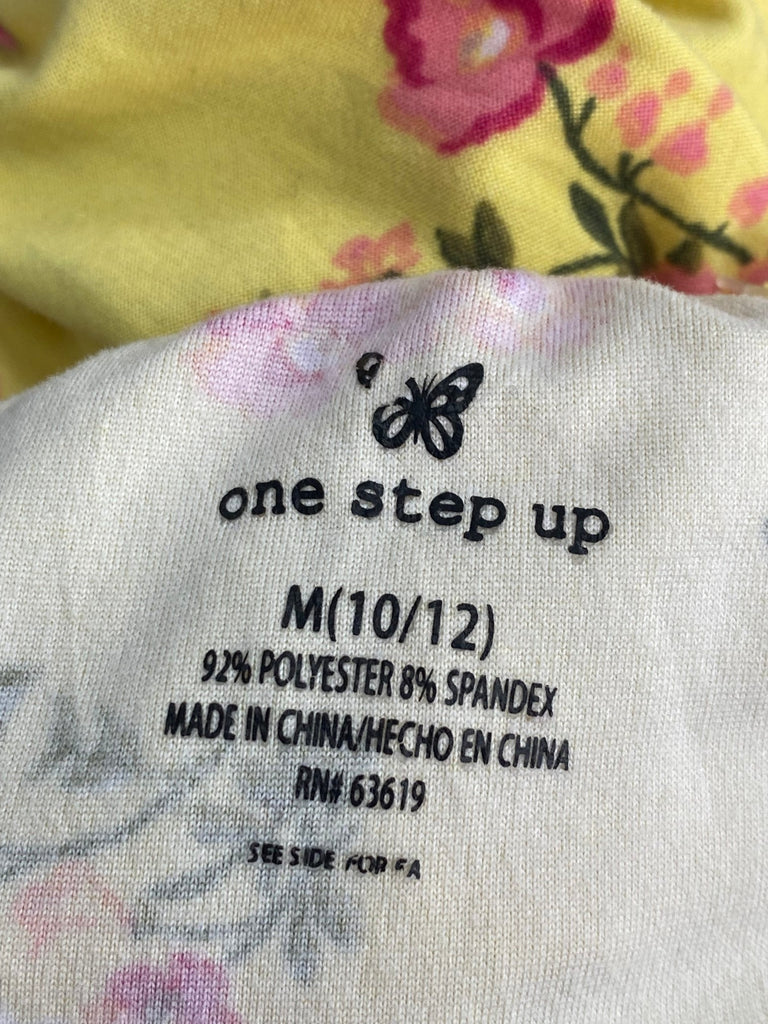 one step up
M(10/12)
92% POLYESTER 8% SPANDEX
MADE IN CHINA/HECHO EN CHINA
RN# 63619
SEE SIDE FOR